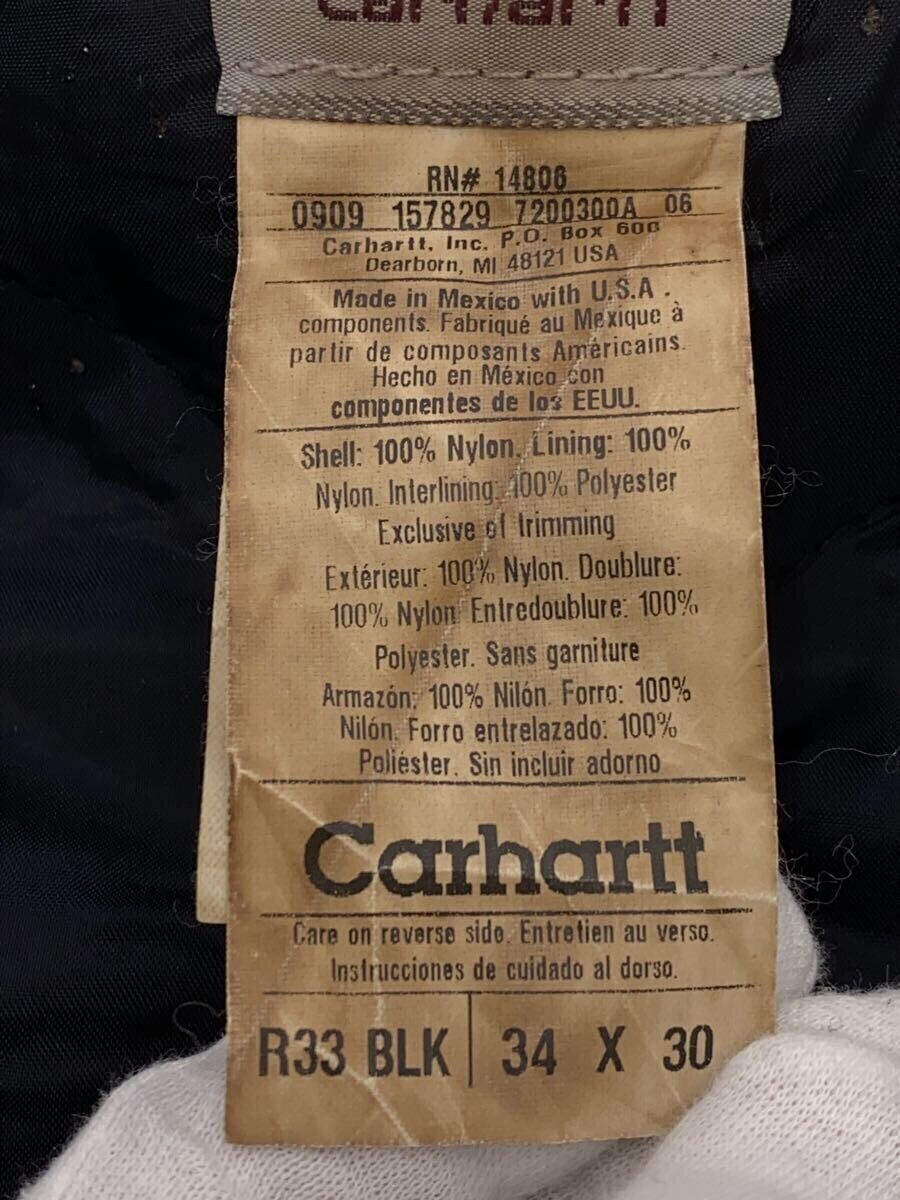 Carhartt
RN# 14806
0909 157829 7200300A 06
Carhartt, Inc. P.O. Box 600
Dearborn, MI 48121 USA
Made in Mexico with U.S.A.
components. Fabriqué au Mexique à
partir de composants Américains.
Hecho en México con
componentes de los EEUU.
Shell: 100% Nylon. Lining: 100%
Nylon. Interlining: 100% Polyester
Exclusive of trimming
Extérieur: 100% Nylon. Doublure:
100% Nylon Entredoublure: 100%
Polyester. Sans garniture
Armazón: 100% Nilón. Forro: 100%
Nilón. Forro entrelazado: 100%
Poliéster. Sin incluir adorno
Carhartt
Care on reverse side. Entretien au verso.
Instrucciones de cuidado al dorso.
R33 BLK 34 X 30